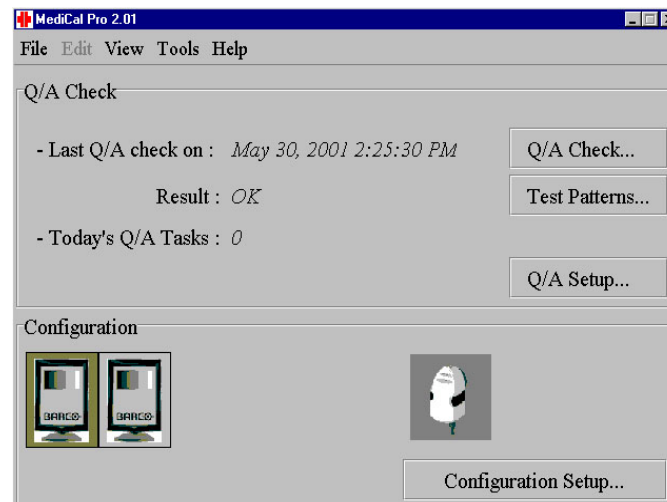 MediCal Pro 2.01
File Edit View Tools Help
Q/A Check
- Last Q/A check on : May 30, 2001 2:25:30 PM
Q/A Check...
Result : OK
Test Patterns...
- Today's Q/A Tasks : 0
Q/A Setup...
Configuration
BARCO BARCO
Configuration Setup...